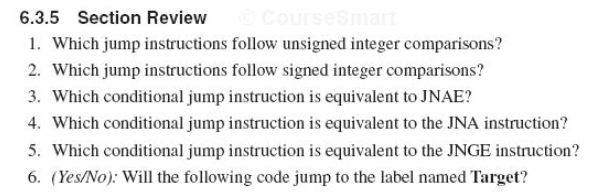 6.3.5 Section Review © CourseSmart
1. Which jump instructions follow unsigned integer comparisons?
2. Which jump instructions follow signed integer comparisons?
3. Which conditional jump instruction is equivalent to JNAE?
4. Which conditional jump instruction is equivalent to the JNA instruction?
5. Which conditional jump instruction is equivalent to the JNGE instruction?
6. (Yes/No): Will the following code jump to the label named Target?